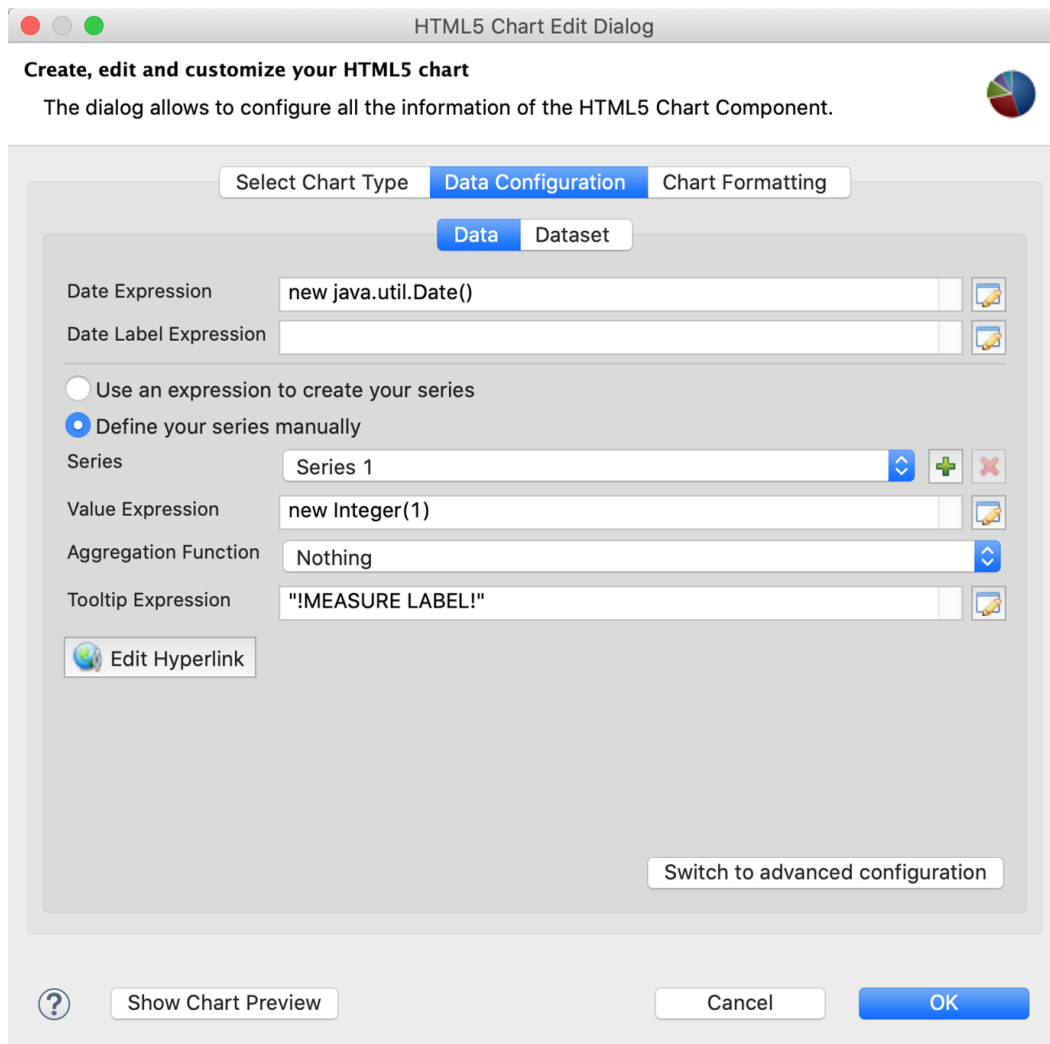 HTML5 Chart Edit Dialog
Create, edit and customize your HTML5 chart
The dialog allows to configure all the information of the HTML5 Chart Component.
Select Chart Type Data Configuration Chart Formatting
Data Dataset
Date Expression new java.util.Date()
Date Label Expression
Use an expression to create your series
Define your series manually
Series Series 1
Value Expression new Integer(1)
Aggregation Function Nothing
Tooltip Expression "!MEASURE LABEL!"
Edit Hyperlink
Switch to advanced configuration
? Show Chart Preview Cancel OK